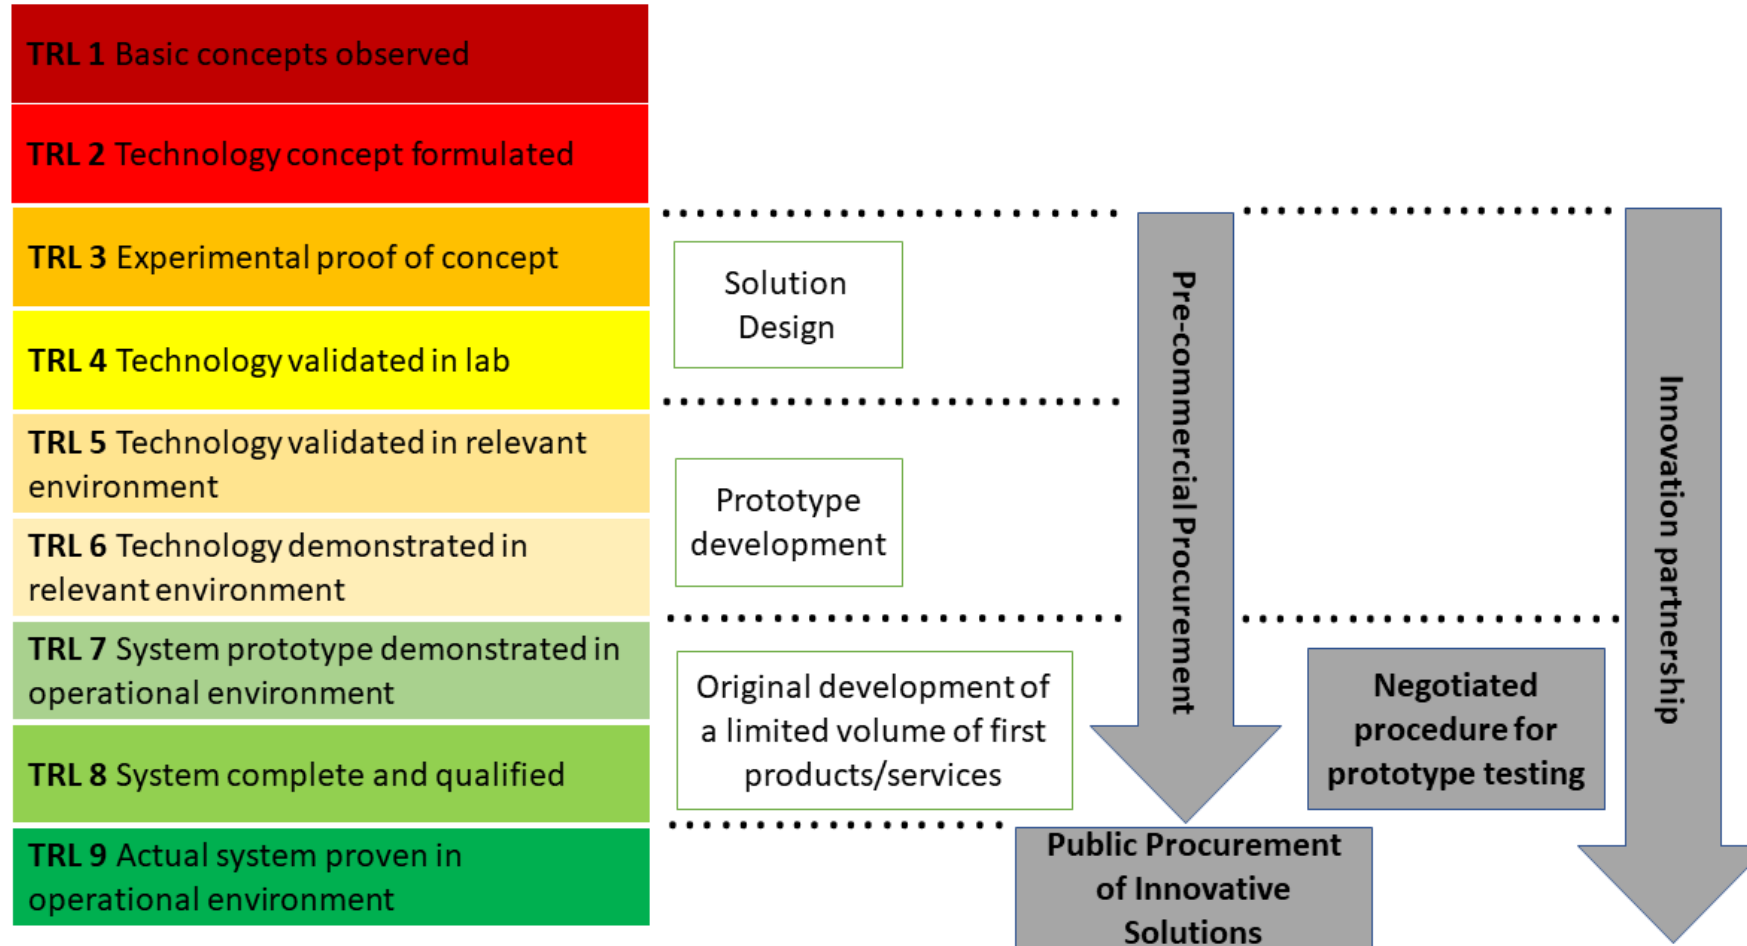 TRL 1 Basic concepts observed
TRL 2 Technology concept formulated
TRL 3 Experimental proof of concept
TRL 4 Technology validated in lab
TRL 5 Technology validated in relevant
environment
TRL 6 Technology demonstrated in
relevant environment
TRL 7 System prototype demonstrated in
operational environment
TRL 8 System complete and qualified
TRL 9 Actual system proven in
operational environment
Solution
Design
Prototype
development
Original development of
a limited volume of first
products/services
Pre-commercial Procurement
Public Procurement
of Innovative
Solutions
Negotiated
procedure for
prototype testing
Innovation partnership